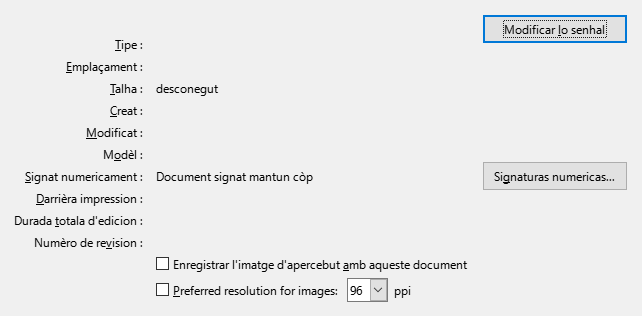 Modificar lo senhal
Tipe :
Emplaçament :
Talha : desconegut
Creat :
Modificat :
Modèl :
Signat numericament : Document signat mantun còp Signaturas numericas...
Darrièra impression :
Durada totala d'edicion :
Numèro de revision :
Enregistrar l'imatge d'apercebut amb aqueste document
Preferred resolution for images: 96 ppi